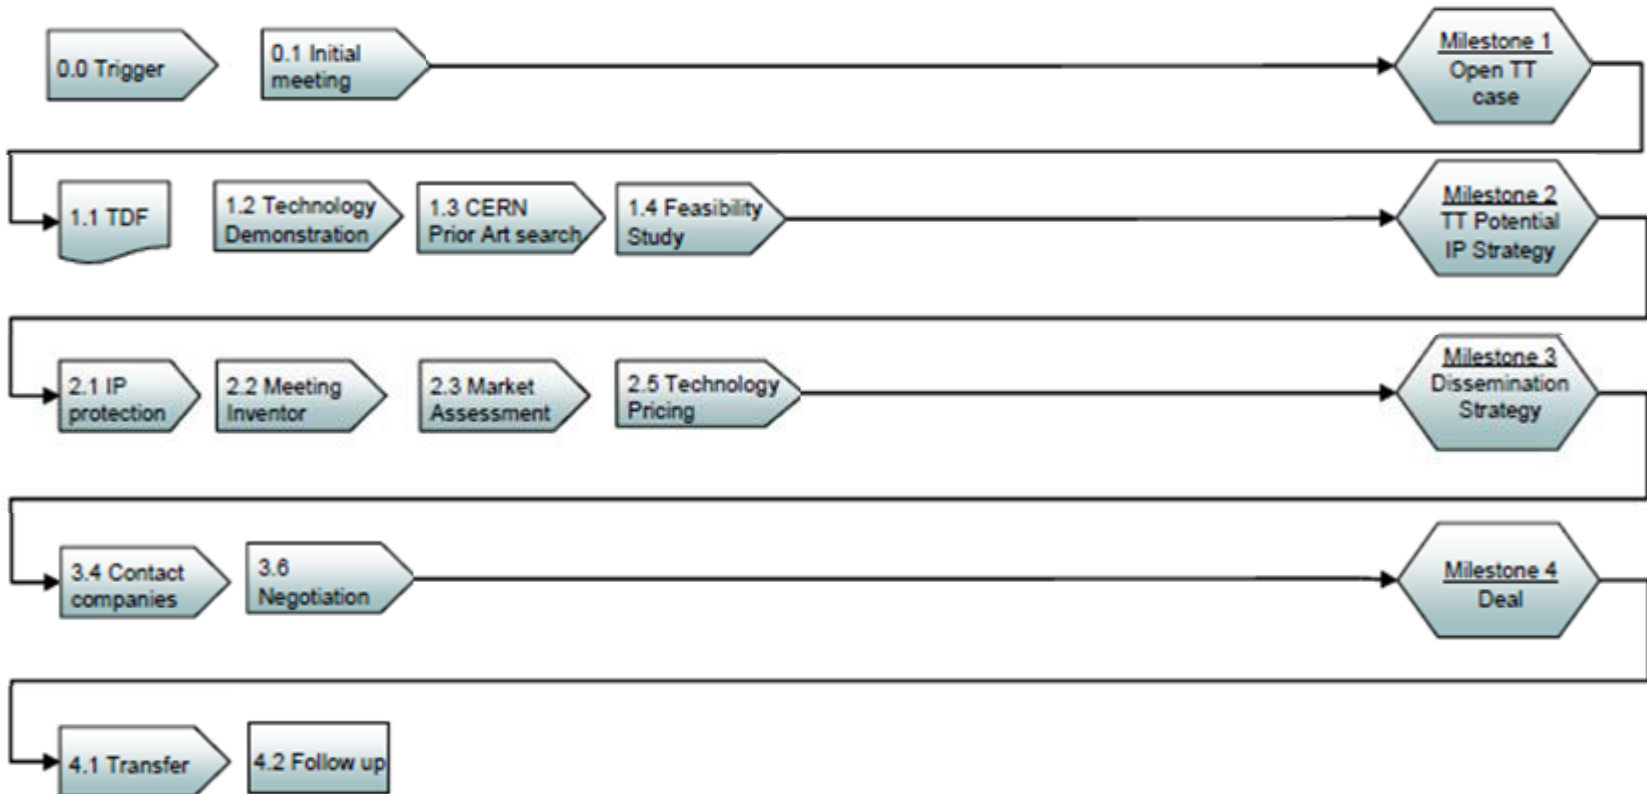 0.0 Trigger
0.1 Initial
meeting
Milestone 1
Open TT
case
1.1 TDF
1.2 Technology
Demonstration
1.3 CERN
Prior Art search
1.4 Feasibility
Study
Milestone 2
TT Potential
IP Strategy
2.1 IP
protection
2.2 Meeting
Inventor
2.3 Market
Assessment
2.5 Technology
Pricing
Milestone 3
Dissemination
Strategy
3.4 Contact
companies
3.6
Negotiation
Milestone 4
Deal
4.1 Transfer
4.2 Follow up